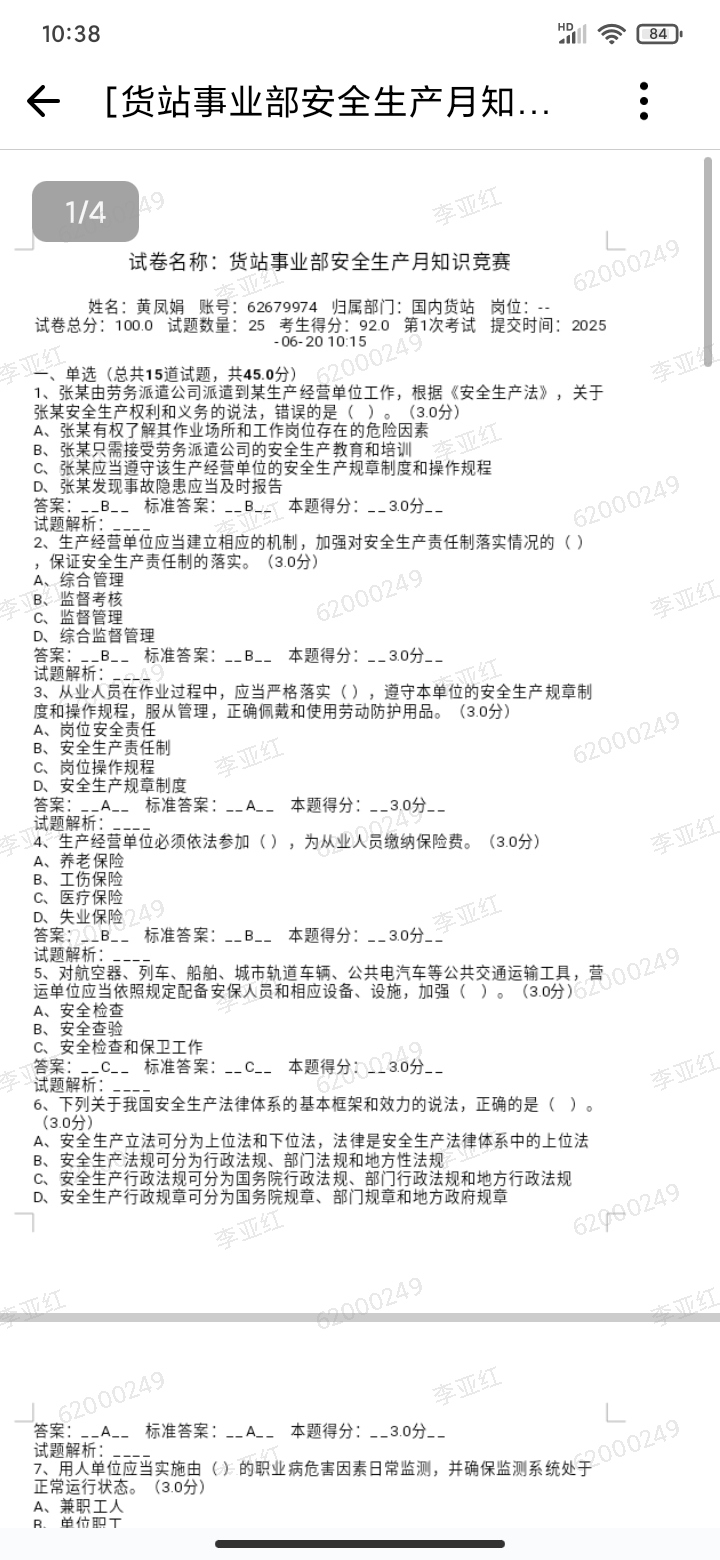 10:38
HD
84
[货站事业部安全生产月知...
1/4
试卷名称：货站事业部安全生产月知识竞赛
姓名：黄凤娟 账号：62679974 归属部门：国内货站 岗位：--
试卷总分：100.0 试题数量：25 考生得分：92.0 第1次考试 提交时间：2025
-06-20 10:15
一、单选（总共15道试题，共45.0分）
1、张某由劳务派遣公司派遣到某生产经营单位工作，根据《安全生产法》，关于
张某安全生产权利和义务的说法，错误的是（ ）。（3.0分）
A、张某有权了解其作业场所和工作岗位存在的危险因素
B、张某只需接受劳务派遣公司的安全生产教育和培训
C、张某应当遵守该生产经营单位的安全生产规章制度和操作规程
D、张某发现事故隐患应当及时报告
答案：__B__ 标准答案：__B__ 本题得分：__3.0分__
试题解析：____
2、生产经营单位应当建立相应的机制，加强对安全生产责任制落实情况的（ ）
，保证安全生产责任制的落实。（3.0分）
A、综合管理
B、监督考核
C、监督管理
D、综合监督管理
答案：__B__ 标准答案：__B__ 本题得分：__3.0分__
试题解析：____
3、从业人员在作业过程中，应当严格落实（ ），遵守本单位的安全生产规章制
度和操作规程，服从管理，正确佩戴和使用劳动防护用品。（3.0分）
A、岗位安全责任
B、安全生产责任制
C、岗位操作规程
D、安全生产规章制度
答案：__A__ 标准答案：__A__ 本题得分：__3.0分__
试题解析：____
4、生产经营单位必须依法参加（ ），为从业人员缴纳保险费。（3.0分）
A、养老保险
B、工伤保险
C、医疗保险
D、失业保险
答案：__B__ 标准答案：__B__ 本题得分：__3.0分__
试题解析：____
5、对航空器、列车、船舶、城市轨道车辆、公共电汽车等公共交通运输工具，营
运单位应当依照规定配备安保人员和相应设备、设施，加强（ ）。（3.0分）
A、安全检查
B、安全查验
C、安全检查和保卫工作
答案：__C__ 标准答案：__C__ 本题得分：__3.0分__
试题解析：____
6、下列关于我国安全生产法律体系的基本框架和效力的说法，正确的是（ ）。
（3.0分）
A、安全生产立法可分为上位法和下位法，法律是安全生产法律体系中的上位法
B、安全生产法规可分为行政法规、部门法规和地方性法规
C、安全生产行政法规可分为国务院行政法规、部门行政法规和地方行政法规
D、安全生产行政规章可分为国务院规章、部门规章和地方政府规章
答案：__A__ 标准答案：__A__ 本题得分：__3.0分__
试题解析：____
7、用人单位应当实施由（ ）的职业病危害因素日常监测，并确保监测系统处于
正常运行状态。（3.0分）
A、兼职工人
B、单位职工
李亚红
62000249